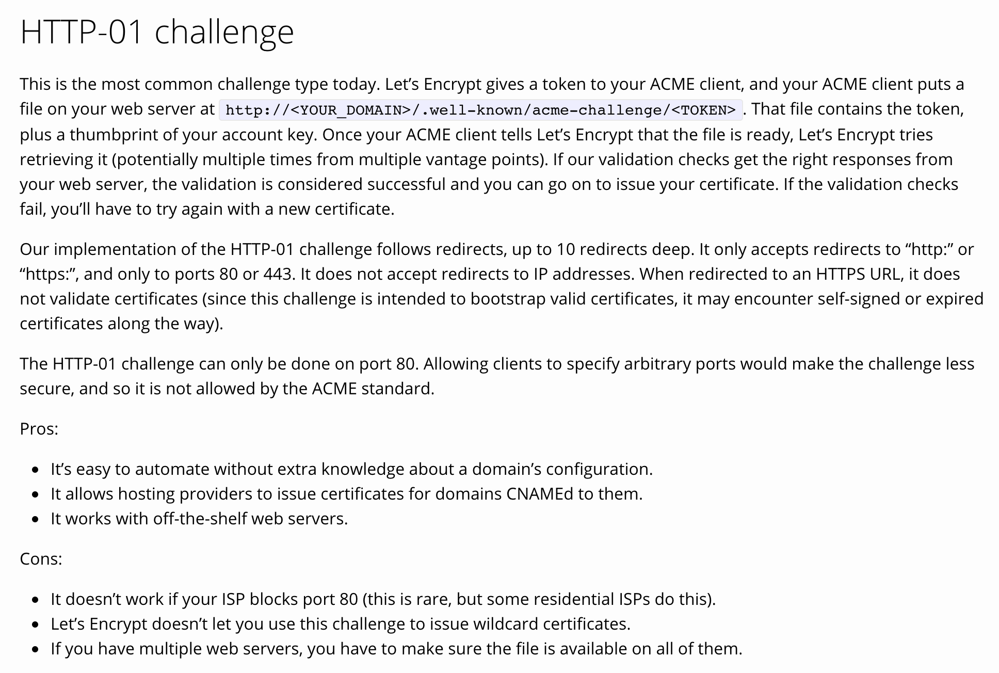 HTTP-01 challenge
This is the most common challenge type today. Let’s Encrypt gives a token to your ACME client, and your ACME client puts a
file on your web server at http://<YOUR_DOMAIN>/.well-known/acme-challenge/<TOKEN>. That file contains the token,
plus a thumbprint of your account key. Once your ACME client tells Let’s Encrypt that the file is ready, Let’s Encrypt tries
retrieving it (potentially multiple times from multiple vantage points). If our validation checks get the right responses from
your web server, the validation is considered successful and you can go on to issue your certificate. If the validation checks
fail, you’ll have to try again with a new certificate.
Our implementation of the HTTP-01 challenge follows redirects, up to 10 redirects deep. It only accepts redirects to “http:” or
“https:”, and only to ports 80 or 443. It does not accept redirects to IP addresses. When redirected to an HTTPS URL, it does
not validate certificates (since this challenge is intended to bootstrap valid certificates, it may encounter self-signed or expired
certificates along the way).
The HTTP-01 challenge can only be done on port 80. Allowing clients to specify arbitrary ports would make the challenge less
secure, and so it is not allowed by the ACME standard.
Pros:
• It’s easy to automate without extra knowledge about a domain’s configuration.
• It allows hosting providers to issue certificates for domains CNAMEd to them.
• It works with off-the-shelf web servers.
Cons:
• It doesn’t work if your ISP blocks port 80 (this is rare, but some residential ISPs do this).
• Let’s Encrypt doesn’t let you use this challenge to issue wildcard certificates.
• If you have multiple web servers, you have to make sure the file is available on all of them.